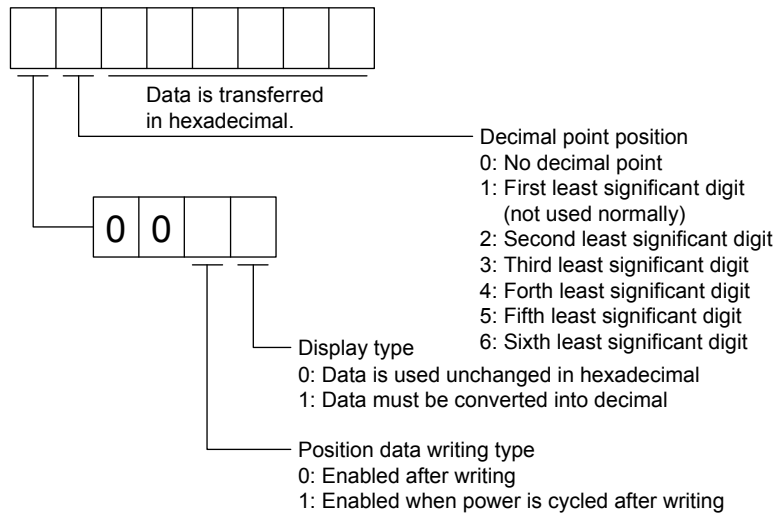 Data is transferred
in hexadecimal.
Decimal point position
0: No decimal point
1: First least significant digit
(not used normally)
2: Second least significant digit
3: Third least significant digit
4: Forth least significant digit
5: Fifth least significant digit
6: Sixth least significant digit
0 0
Display type
0: Data is used unchanged in hexadecimal
1: Data must be converted into decimal
Position data writing type
0: Enabled after writing
1: Enabled when power is cycled after writing